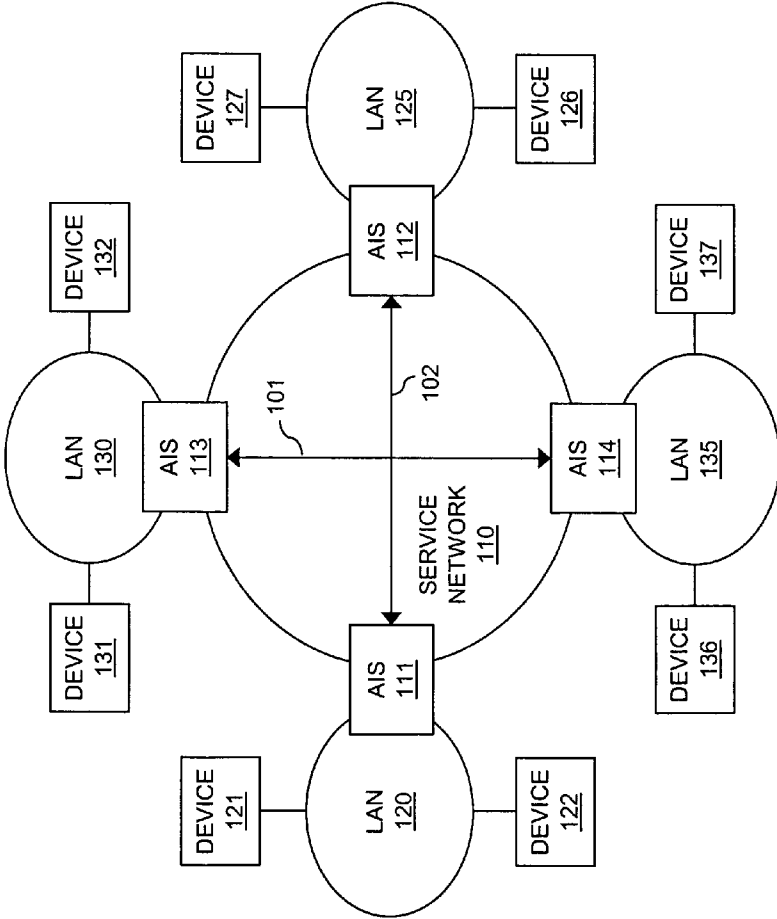 DEVICE
131
LAN
130
DEVICE
132
AIS
113
DEVICE
121
DEVICE
127
101
LAN
120
AIS
111
AIS
112
LAN
125
102
SERVICE
NETWORK
110
DEVICE
122
DEVICE
126
AIS
114
DEVICE
136
LAN
135
DEVICE
137